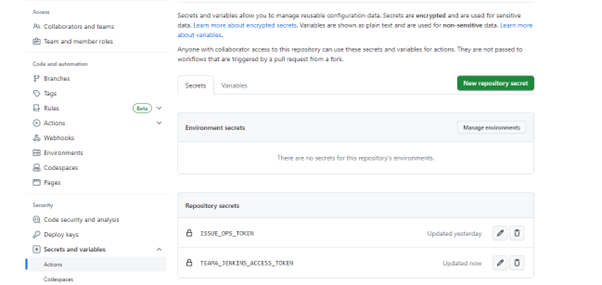 Access
Collaborators and teams
Team and member roles
Code and automation
Branches
Tags
Rules Beta
Actions
Webhooks
Environments
Codespaces
Pages
Security
Code security and analysis
Deploy keys
Secrets and variables
Actions
Codespaces
Secrets and variables allow you to manage reusable configuration data. Secrets are encrypted and are used for sensitive
data. Learn more about encrypted secrets. Variables are shown as plain text and are used for non-sensitive data. Learn more
about variables.
Anyone with collaborator access to this repository can use these secrets and variables for actions. They are not passed to
workflows that are triggered by a pull request from a fork.
Secrets Variables New repository secret
Environment secrets Manage environments
There are no secrets for this repository's environments.
Repository secrets
ISSUE_OPS_TOKEN Updated yesterday
TEAMA_JENKINS_ACCESS_TOKEN Updated now